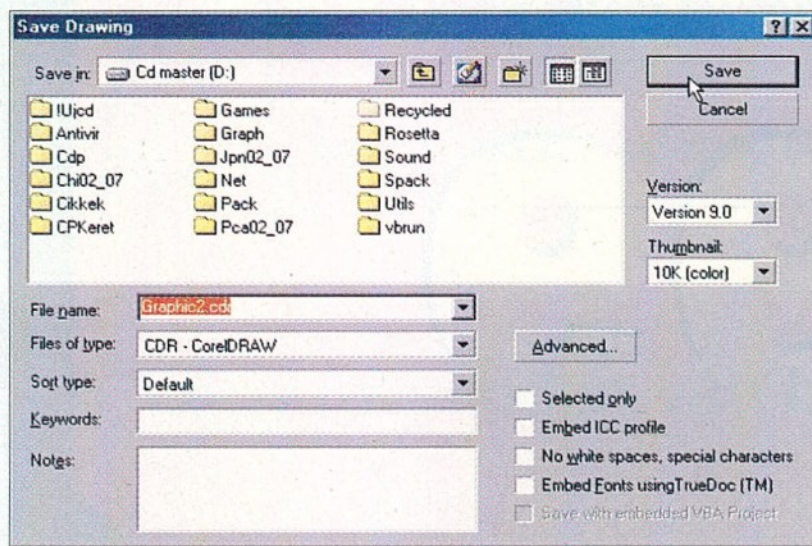 Save Drawing
Save in: Cd master (D:)
!Ujcd
Antivir
Cdp
Chi02_07
Cikkek
CPKeret
Games
Graph
Jpn02_07
Net
Pack
Pca02_07
Recycled
Rosetta
Sound
Spack
Utils
vbrun
Save
Cancel
Version:
Version 9.0
Thumbnail:
10K (color)
File name: Graphic2.cdr
Files of type: CDR - CorelDRAW
Sort type: Default
Keywords:
Notes:
Advanced...
Selected only
Embed ICC profile
No white spaces, special characters
Embed Fonts using TrueDoc (TM)
Save with embedded VBA Project